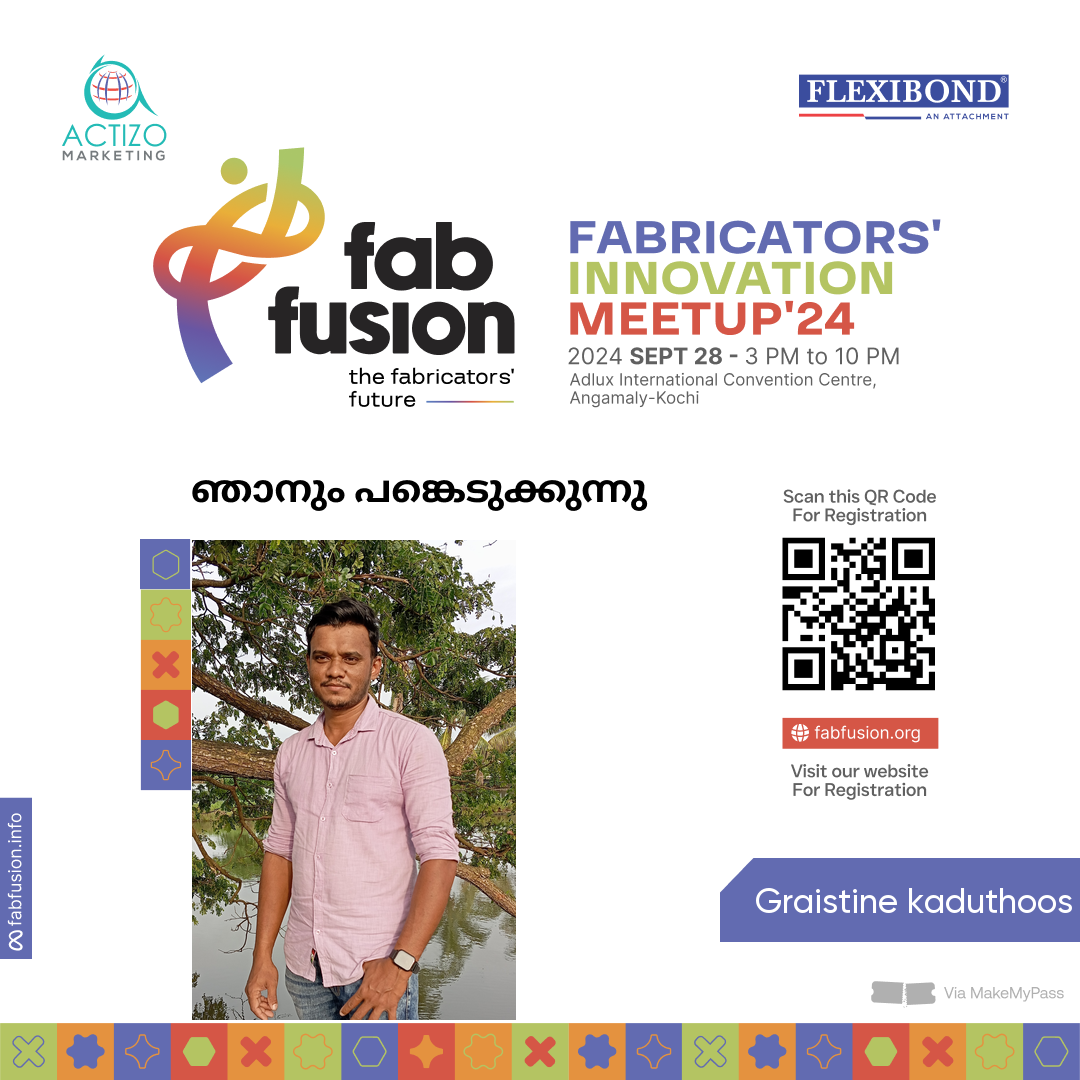 ACTIZO
MARKETING
FLEXIBOND®
AN ATTACHMENT
fab
fusion
the fabricators'
future
FABRICATORS'
INNOVATION
MEETUP'24
2024 SEPT 28 - 3 PM to 10 PM
Adlux International Convention Centre,
Angamaly-Kochi
ഞാനും പങ്കെടുക്കുന്നു
Scan this QR Code
For Registration
fabfusion.org
Visit our website
For Registration
fabfusion.info
Graistine kaduthoos
Via MakeMyPass